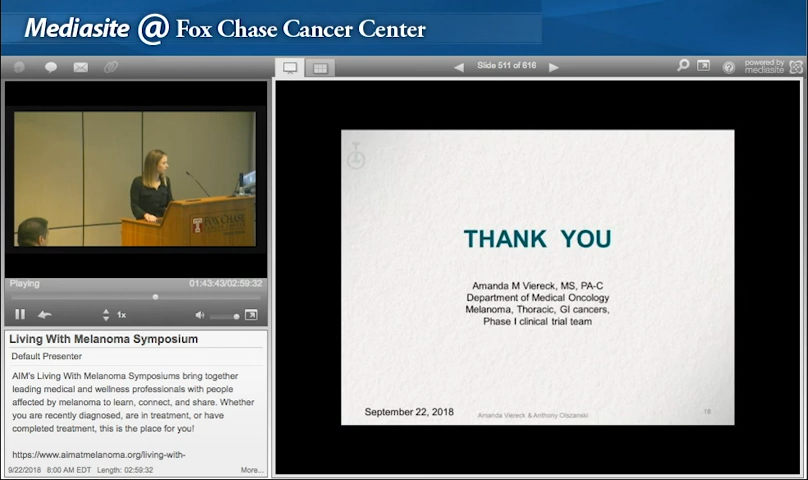 Mediasite @ Fox Chase Cancer Center
Slide 511 of 616
powered by
mediasite
FOX CHASE
Playing
01:43:43/02:59:32
1x
Living With Melanoma Symposium
Default Presenter
AIM's Living With Melanoma Symposiums bring together
leading medical and wellness professionals with people
affected by melanoma to learn, connect, and share. Whether
you are recently diagnosed, are in treatment, or have
completed treatment, this is the place for you!
https://www.aimatmelanoma.org/living-with-
9/22/2018 8:00 AM EDT Length: 02:59:32
More...
THANK YOU
Amanda M Viereck, MS, PA-C
Department of Medical Oncology
Melanoma, Thoracic, GI cancers,
Phase I clinical trial team
September 22, 2018
Amanda Viereck & Anthony Olszanski
18